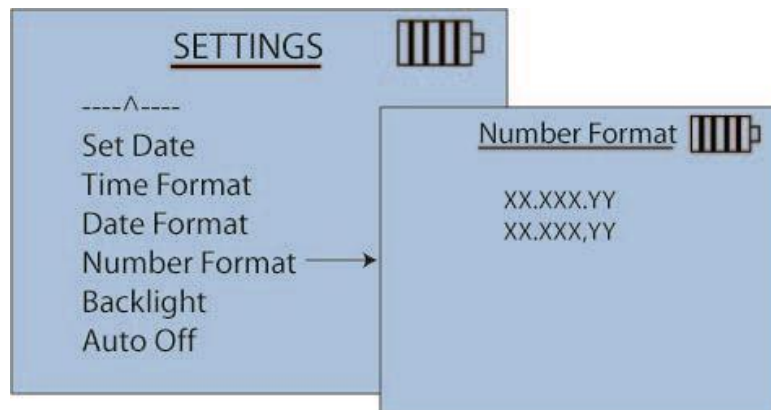 SETTINGS
----^----
Set Date
Time Format
Date Format
Number Format
Backlight
Auto Off
Number Format
XX.XXX.YY
XX.XXX,YY